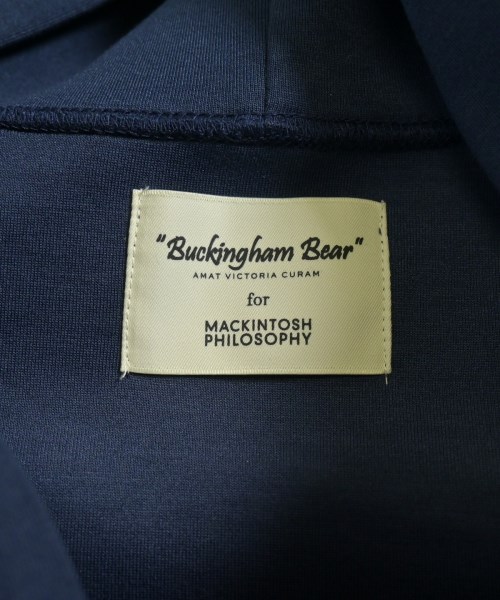 "Buckingham Bear"
AMAT VICTORIA CURAM
for
MACKINTOSH
PHILOSOPHY